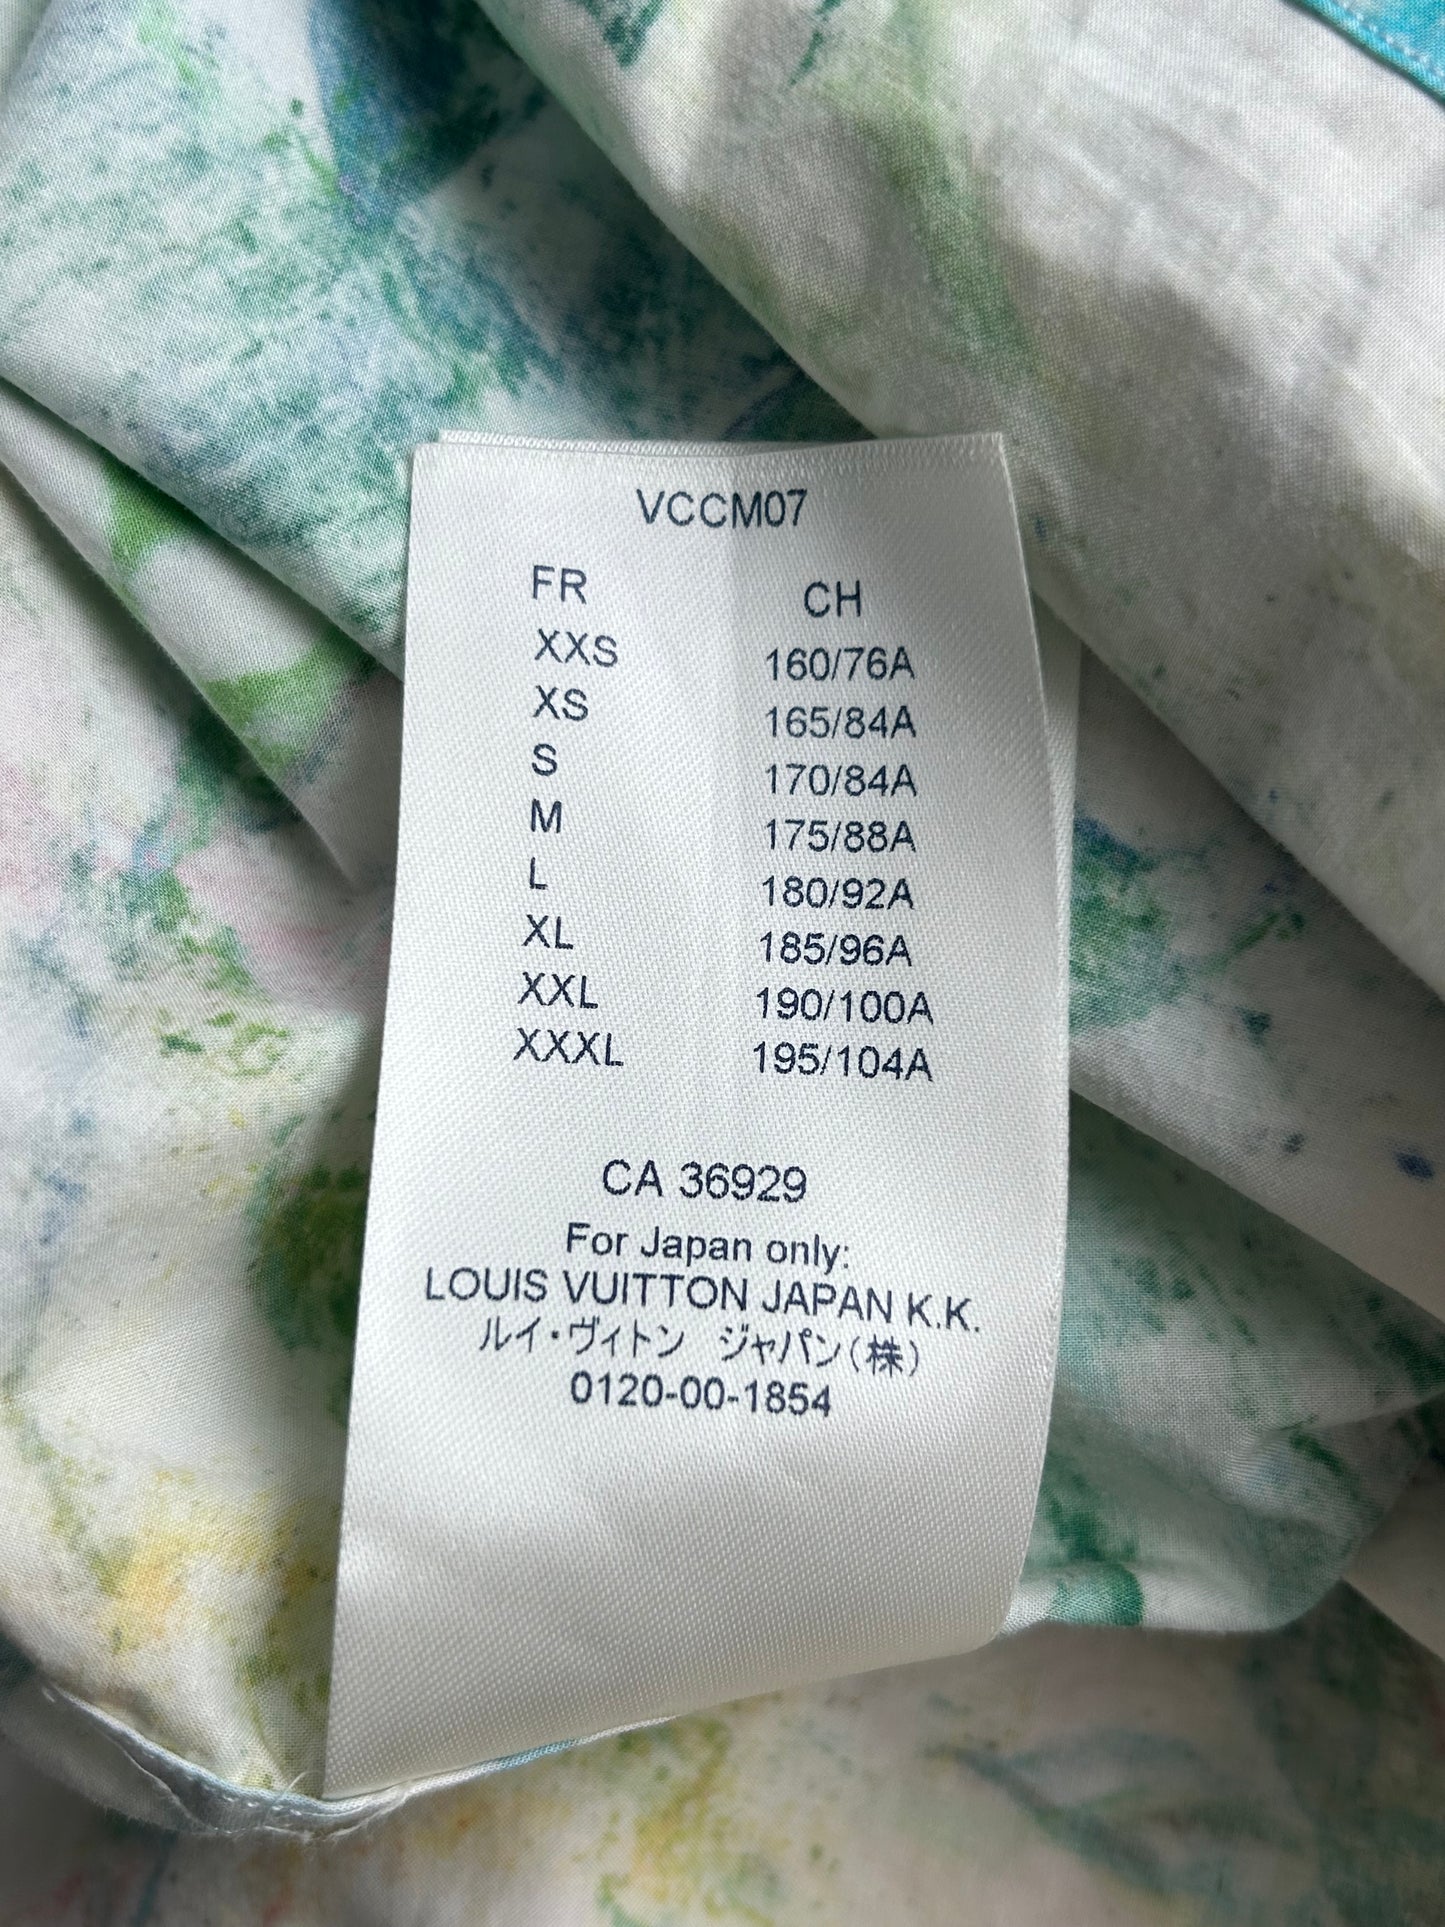 VCCM07
FR CH
XXS 160/76A
XS 165/84A
S 170/84A
M 175/88A
L 180/92A
XL 185/96A
XXL 190/100A
XXXL 195/104A
CA 36929
For Japan only:
LOUIS VUITTON JAPAN K.K.
ルイ・ヴィトン ジャパン(株)
0120-00-1854